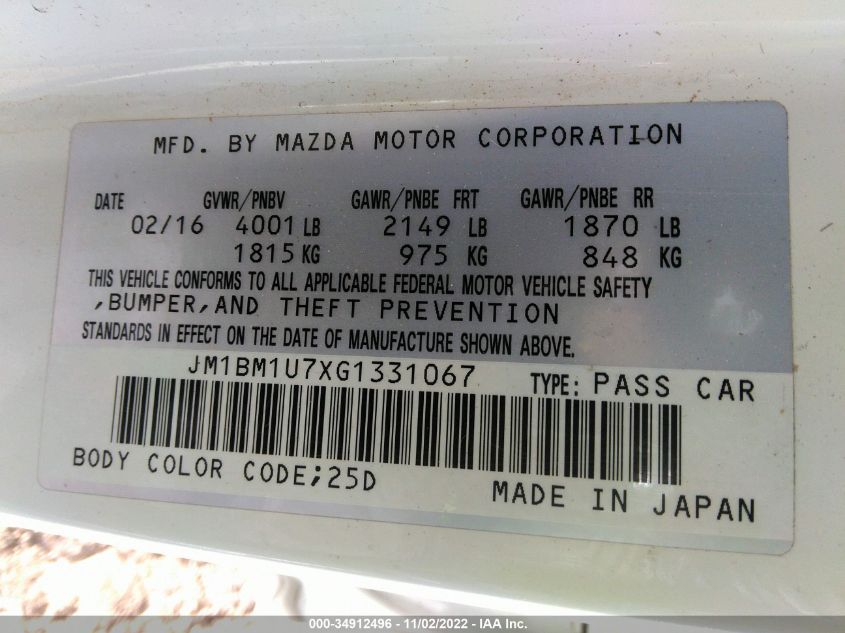 MFD. BY MAZDA MOTOR CORPORATION
DATE GVWR/PNBV GAWR/PNBE FRT GAWR/PNBE RR
02/16 4001 LB 2149 LB 1870 LB
1815 KG 975 KG 848 KG
THIS VEHICLE CONFORMS TO ALL APPLICABLE FEDERAL MOTOR VEHICLE SAFETY
,BUMPER,AND THEFT PREVENTION
STANDARDS IN EFFECT ON THE DATE OF MANUFACTURE SHOWN ABOVE.
JM1BM1U7XG1331067 TYPE: PASS CAR
BODY COLOR CODE;25D
MADE IN JAPAN
000-34912496 - 11/02/2022 - IAA Inc.